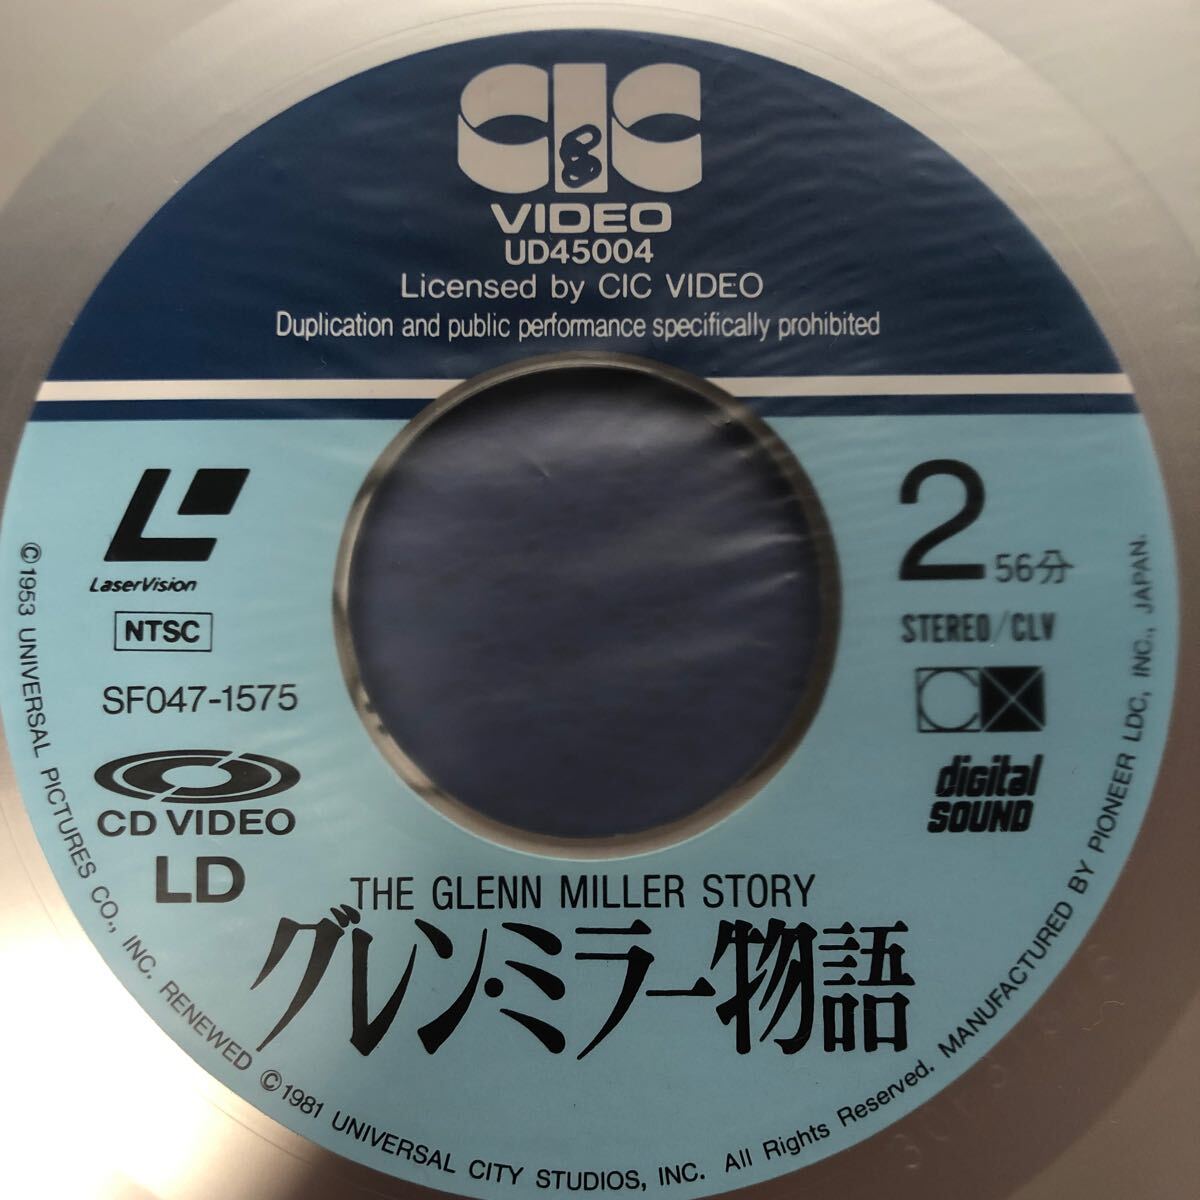 CIC
VIDEO
UD45004
Licensed by CIC VIDEO
Duplication and public performance specifically prohibited
LaserVision
NTSC
SF047-1575
CD VIDEO
LD
2 56分
STEREO/CLV
digital
SOUND
THE GLENN MILLER STORY
グレン・ミラー物語
©1953 UNIVERSAL PICTURES CO., INC. RENEWED ©1981 UNIVERSAL CITY STUDIOS, INC. All Rights Reserved. MANUFACTURED BY PIONEER LDC, INC., JAPAN.